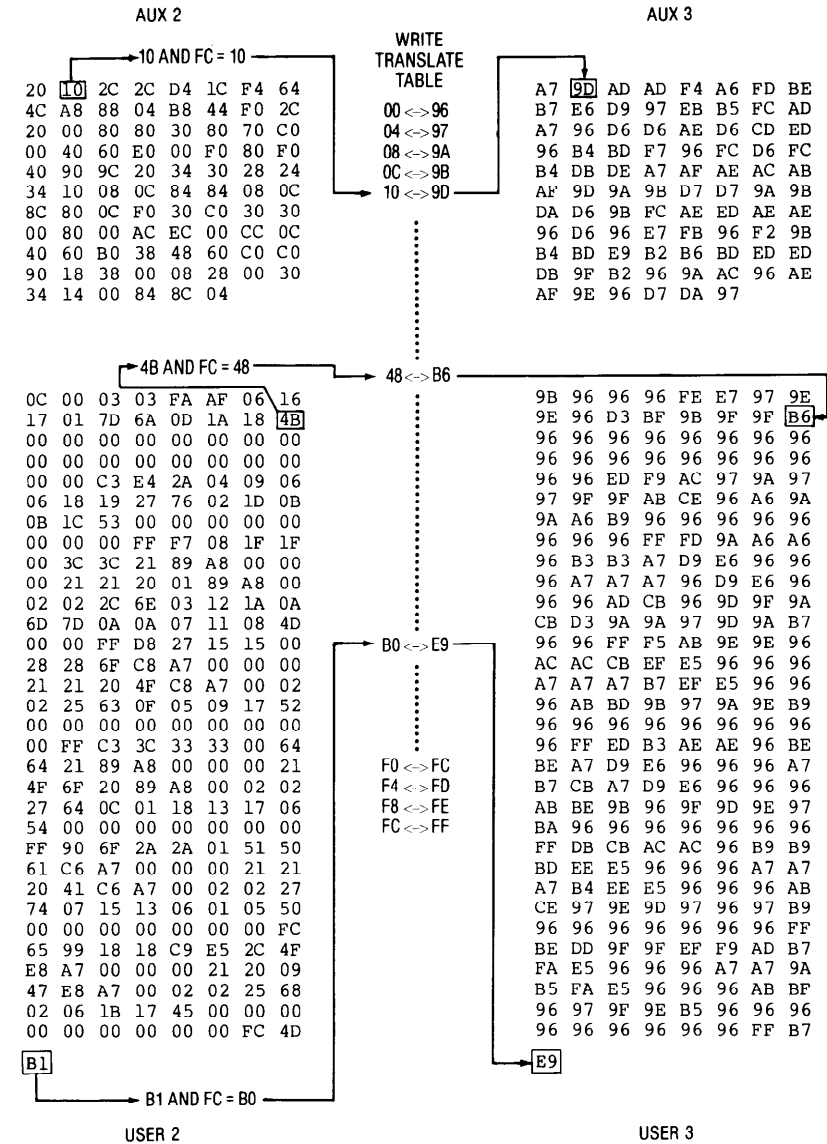 AUX 2
10 AND FC = 10
20 10 2C 2C D4 1C F4 64
4C A8 88 04 B8 44 F0 2C
20 00 80 80 30 80 70 C0
00 40 60 E0 00 F0 80 F0
40 90 9C 20 34 30 28 24
34 10 08 0C 84 84 08 0C
8C 80 0C F0 30 C0 30 30
00 80 00 AC EC 00 CC 0C
40 60 B0 38 48 60 C0 C0
90 18 38 00 08 28 00 30
34 14 00 84 8C 04
4B AND FC = 48
0C 00 03 03 FA AF 06 16
17 01 7D 6A 0D 1A 18 4B
00 00 00 00 00 00 00 00
00 00 00 00 00 00 00 00
00 00 C3 E4 2A 04 09 06
06 18 19 27 76 02 1D 0B
0B 1C 53 00 00 00 00 00
00 00 00 FF F7 08 1F 1F
00 3C 3C 21 89 A8 00 00
00 21 21 20 01 89 A8 00
02 02 2C 6E 03 12 1A 0A
6D 7D 0A 0A 07 11 08 4D
00 00 FF D8 27 15 15 00
28 28 6F C8 A7 00 00 00
21 21 20 4F C8 A7 00 02
02 25 63 0F 05 09 17 52
00 00 00 00 00 00 00 00
00 FF C3 3C 33 33 00 64
64 21 89 A8 00 00 00 21
4F 6F 20 89 A8 00 02 02
27 64 0C 01 18 13 17 06
54 00 00 00 00 00 00 00
FF 90 6F 2A 2A 01 51 50
61 C6 A7 00 00 00 21 21
20 41 C6 A7 00 02 02 27
74 07 15 13 06 01 05 50
00 00 00 00 00 00 00 FC
65 99 18 18 C9 E5 2C 4F
E8 A7 00 00 00 21 20 09
47 E8 A7 00 02 02 25 68
02 06 1B 17 45 00 00 00
00 00 00 00 00 00 FC 4D
B1
B1 AND FC = B0
USER 2
WRITE
TRANSLATE
TABLE
00 <-> 96
04 <-> 97
08 <-> 9A
0C <-> 9B
10 <-> 9D
48 <-> B6
B0 <-> E9
F0 <-> FC
F4 <-> FD
F8 <-> FE
FC <-> FF
AUX 3
A7 9D AD AD F4 A6 FD BE
B7 E6 D9 97 EB B5 FC AD
A7 96 D6 D6 AE D6 CD ED
96 B4 BD F7 96 FC D6 FC
B4 DB DE A7 AF AE AC AB
AF 9D 9A 9B D7 D7 9A 9B
DA D6 9B FC AE ED AE AE
96 D6 96 E7 FB 96 F2 9B
B4 BD E9 B2 B6 BD ED ED
DB 9F B2 96 9A AC 96 AE
AF 9E 96 D7 DA 97
9B 96 96 96 FE E7 97 9E
9E 96 D3 BF 9B 9F 9F B6
96 96 96 96 96 96 96 96
96 96 96 96 96 96 96 96
96 96 ED F9 AC 97 9A 97
97 9F 9F AB CE 96 A6 9A
9A A6 B9 96 96 96 96 96
96 96 96 FF FD 9A A6 A6
96 B3 B3 A7 D9 E6 96 96
96 A7 A7 A7 96 D9 E6 96
96 96 AD CB 96 9D 9F 9A
CB D3 9A 9A 97 9D 9A B7
96 96 FF F5 AB 9E 9E 96
AC AC CB EF E5 96 96 96
A7 A7 A7 B7 EF E5 96 96
96 AB BD 9B 97 9A 9E B9
96 96 96 96 96 96 96 96
96 FF ED B3 AE AE 96 BE
BE A7 D9 E6 96 96 96 A7
B7 CB A7 D9 E6 96 96 96
AB BE 9B 96 9F 9D 9E 97
BA 96 96 96 96 96 96 96
FF DB CB AC AC 96 B9 B9
BD EE E5 96 96 96 A7 A7
A7 B4 EE E5 96 96 96 AB
CE 97 9E 9D 97 96 97 B9
96 96 96 96 96 96 96 FF
BE DD 9F 9F EF F9 AD B7
FA E5 96 96 96 A7 A7 9A
B5 FA E5 96 96 96 AB BF
96 97 9F 9E B5 96 96 96
96 96 96 96 96 96 FF B7
E9
USER 3